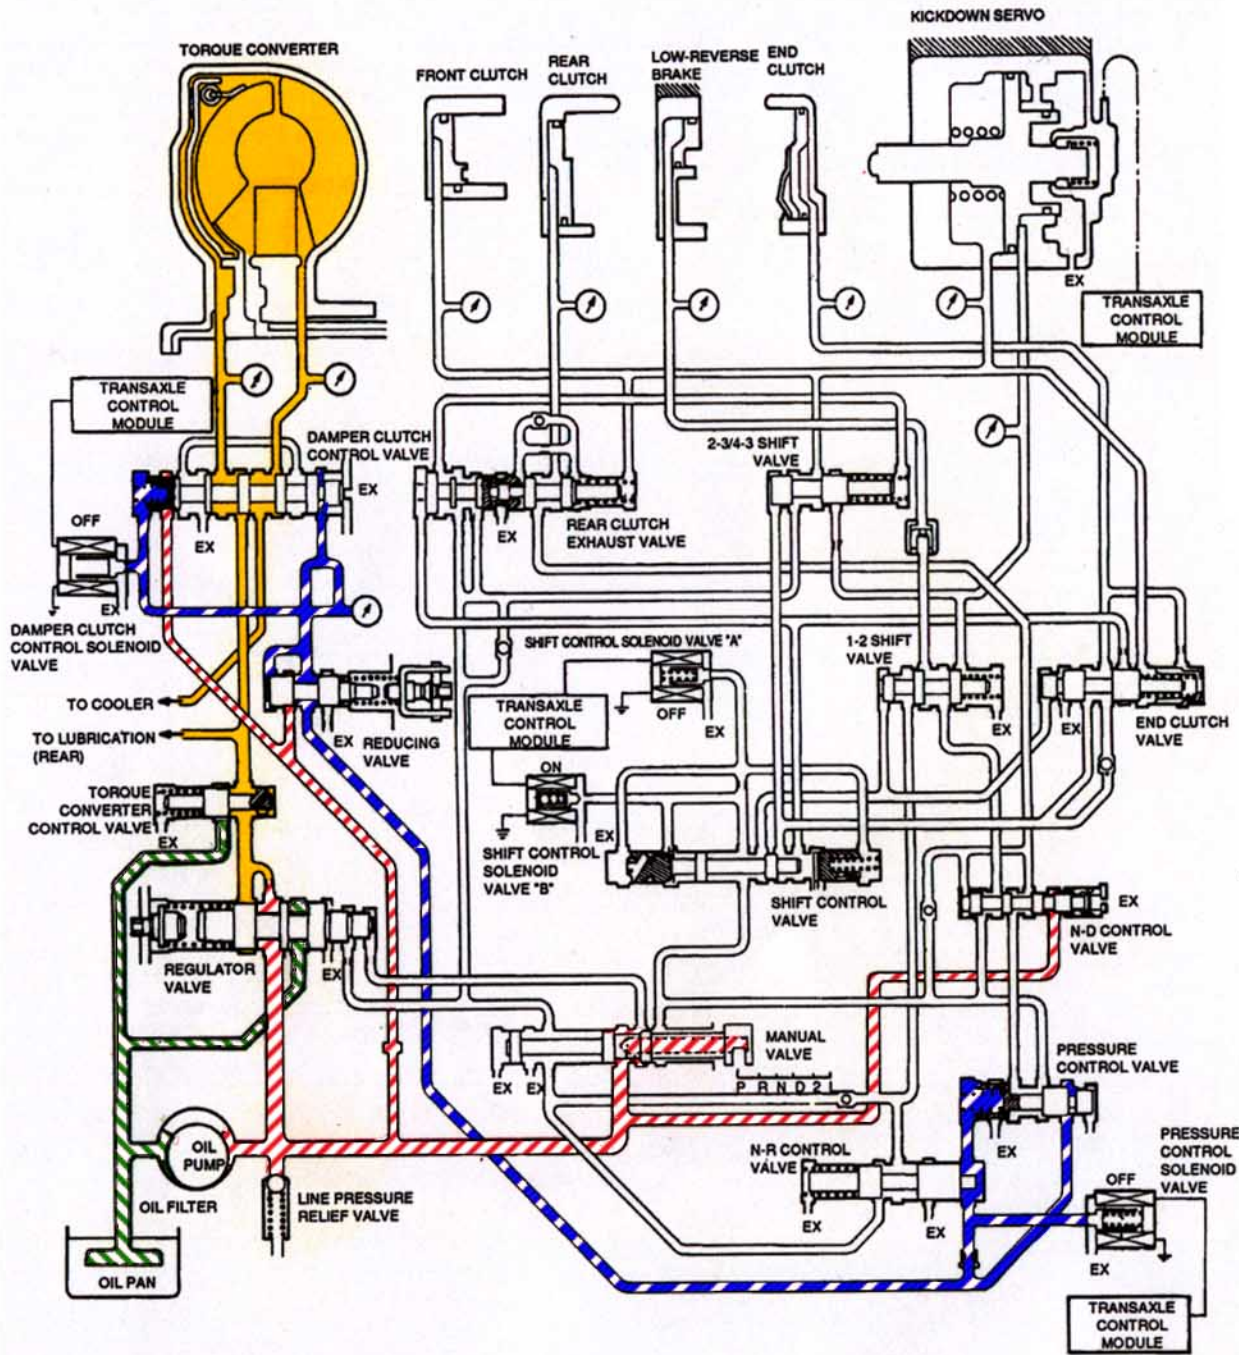 KICKDOWN SERVO
TORQUE CONVERTER
FRONT CLUTCH
REAR
CLUTCH
LOW-REVERSE
BRAKE
END
CLUTCH
EX
TRANSAXLE
CONTROL
MODULE
TRANSAXLE
CONTROL
MODULE
DAMPER CLUTCH
CONTROL VALVE
EX
2-3/4-3 SHIFT
VALVE
OFF
EX
EX
REAR CLUTCH
EXHAUST VALVE
EX
DAMPER CLUTCH
CONTROL SOLENOID
VALVE
SHIFT CONTROL SOLENOID VALVE "A"
1-2 SHIFT
VALVE
TO COOLER
TRANSAXLE
CONTROL
MODULE
OFF
EX
EX
EX
END CLUTCH
VALVE
TO LUBRICATION
(REAR)
EX
REDUCING
VALVE
ON
TORQUE
CONVERTER
CONTROL VALVE
EX
EX
SHIFT CONTROL
SOLENOID
VALVE "B"
SHIFT CONTROL
VALVE
EX
N-D CONTROL
VALVE
REGULATOR
VALVE
EX
MANUAL
VALVE
EX
EX
P R N D 2
PRESSURE
CONTROL VALVE
OIL
PUMP
OIL FILTER
LINE PRESSURE
RELIEF VALVE
N-R CONTROL
VALVE
EX
EX
EX
PRESSURE
CONTROL
SOLENOID
VALVE
OFF
EX
OIL PAN
TRANSAXLE
CONTROL
MODULE